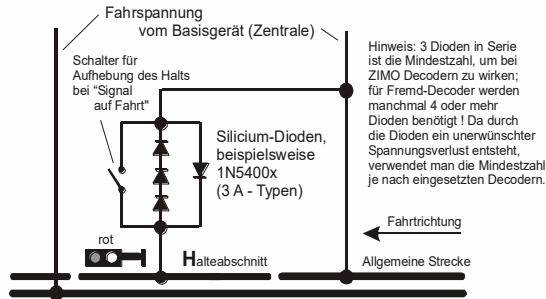 Fahrspannung
vom Basisgerät (Zentrale)
Schalter für
Aufhebung des Halts
bei “Signal
auf Fahrt"
Silicium-Dioden,
beispielsweise
1N5400x
(3 A - Typen)
Hinweis: 3 Dioden in Serie
ist die Mindestzahl, um bei
ZIMO Decodern zu wirken;
für Fremd-Decoder werden
manchmal 4 oder mehr
Dioden benötigt ! Da durch
die Dioden ein unerwünschter
Spannungsverlust entsteht,
verwendet man die Mindestzahl
je nach eingesetzten Decodern.
Fahrtrichtung
rot
Halteabschnitt
Allgemeine Strecke